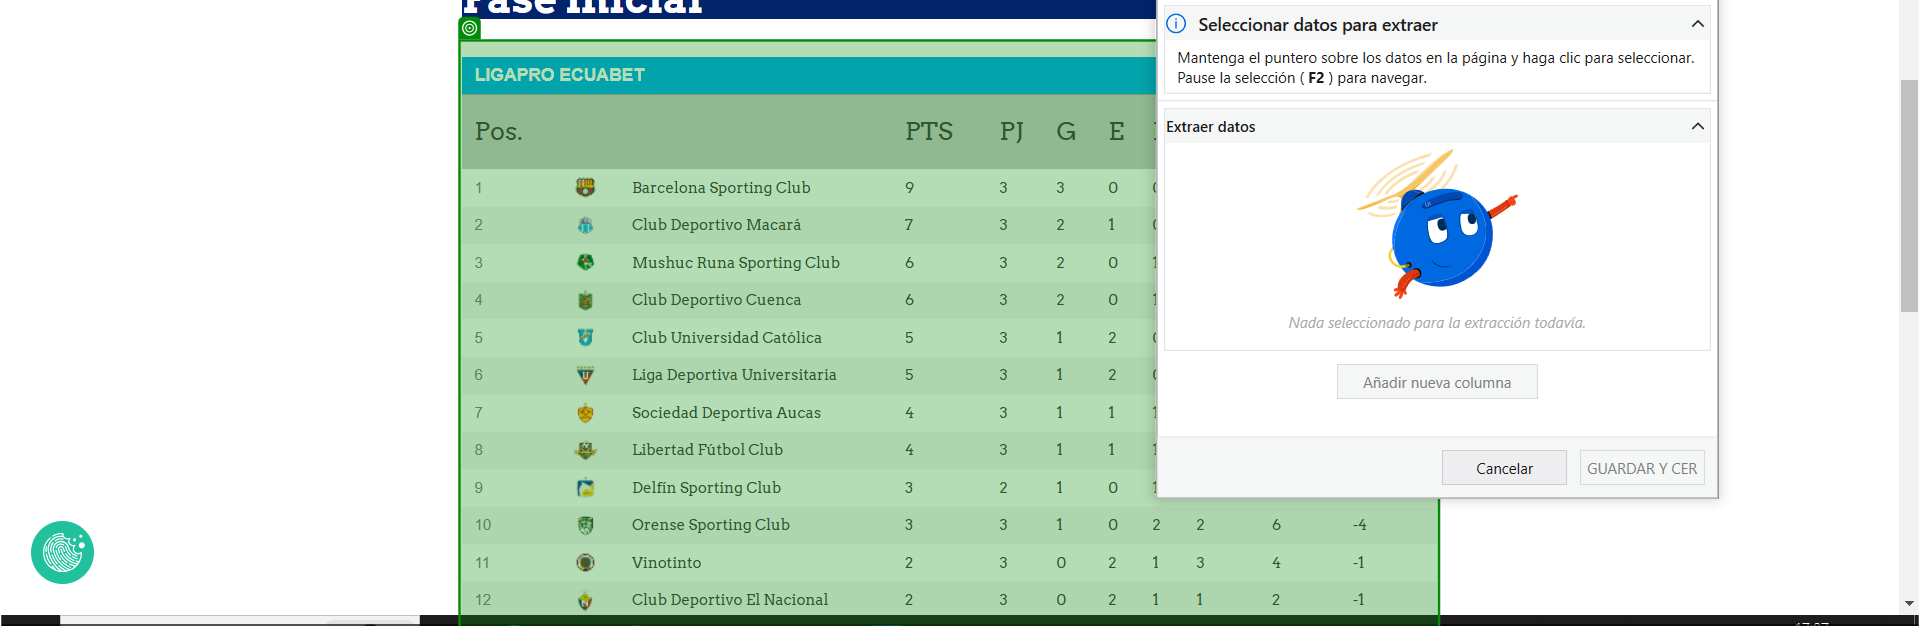 Fase Inicial
LIGAPRO ECUABET
Pos. PTS PJ G E
1 Barcelona Sporting Club 9 3 3 0
2 Club Deportivo Macará 7 3 2 1
3 Mushuc Runa Sporting Club 6 3 2 0 1
4 Club Deportivo Cuenca 6 3 2 0 1
5 Club Universidad Católica 5 3 1 2
6 Liga Deportiva Universitaria 5 3 1 2
7 Sociedad Deportiva Aucas 4 3 1 1 1
8 Libertad Fútbol Club 4 3 1 1 1
9 Delfín Sporting Club 3 2 1 0 1
10 Orense Sporting Club 3 3 1 0 2 2 6 -4
11 Vinotinto 2 3 0 2 1 3 4 -1
12 Club Deportivo El Nacional 2 3 0 2 1 1 2 -1
Seleccionar datos para extraer
Mantenga el puntero sobre los datos en la página y haga clic para seleccionar.
Pause la selección ( F2 ) para navegar.
Extraer datos
Nada seleccionado para la extracción todavía.
Añadir nueva columna
Cancelar
GUARDAR Y CER